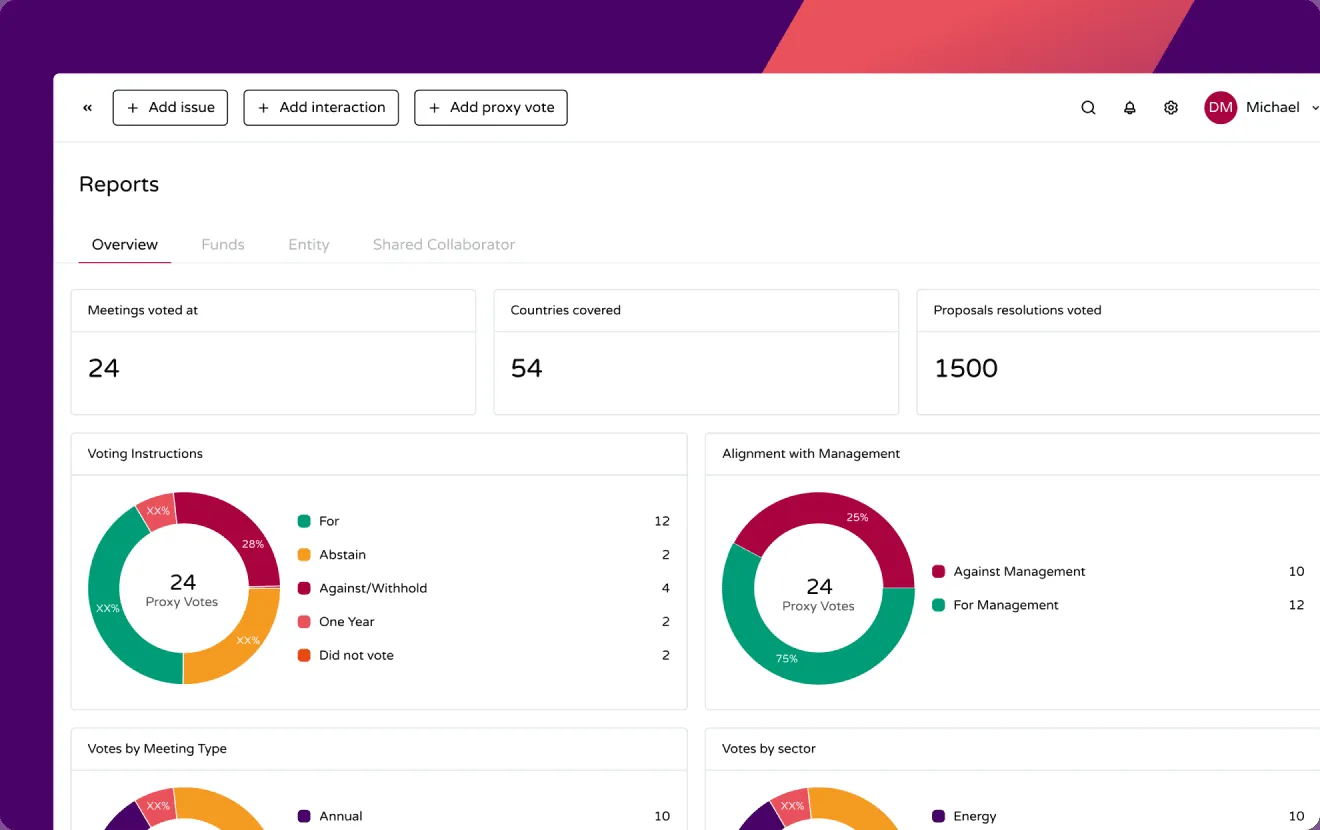 «
+ Add issue
+ Add interaction
+ Add proxy vote
DM
Michael
Reports
Overview
Funds
Entity
Shared Collaborator
Meetings voted at
24
Countries covered
54
Proposals resolutions voted
1500
Voting Instructions
XX%
28%
XX%
XX%
24
Proxy Votes
For 12
Abstain 2
Against/Withhold 4
One Year 2
Did not vote 2
Alignment with Management
25%
75%
24
Proxy Votes
Against Management 10
For Management 12
Votes by Meeting Type
XX%
Annual 10
Votes by sector
XX%
Energy 10